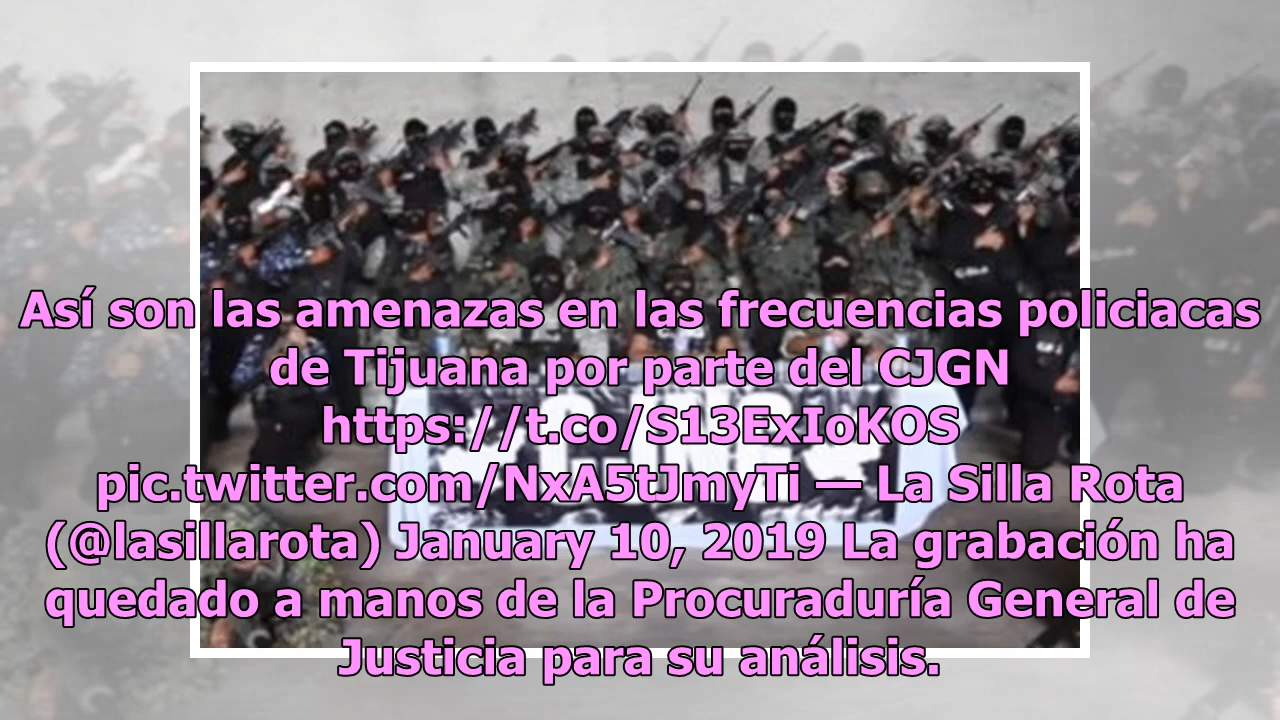 Así son las amenazas en las frecuencias policiacas
de Tijuana por parte del CJGN
https://t.co/S13ExIoKOS
pic.twitter.com/NxA5tJmyTi — La Silla Rota
(@lasillarota) January 10, 2019 La grabación ha
quedado a manos de la Procuraduría General de
Justicia para su análisis.